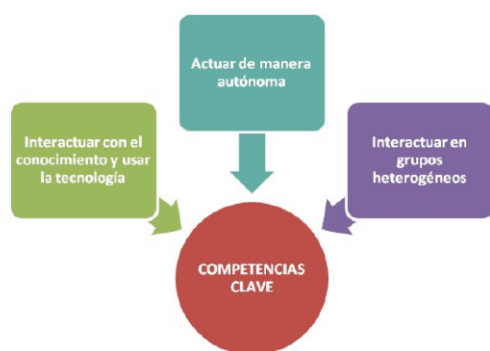 Actuar de manera
autónoma
Interactuar con el
conocimiento y usar
la tecnología
Interactuar en
grupos
heterogéneos
COMPETENCIAS
CLAVE